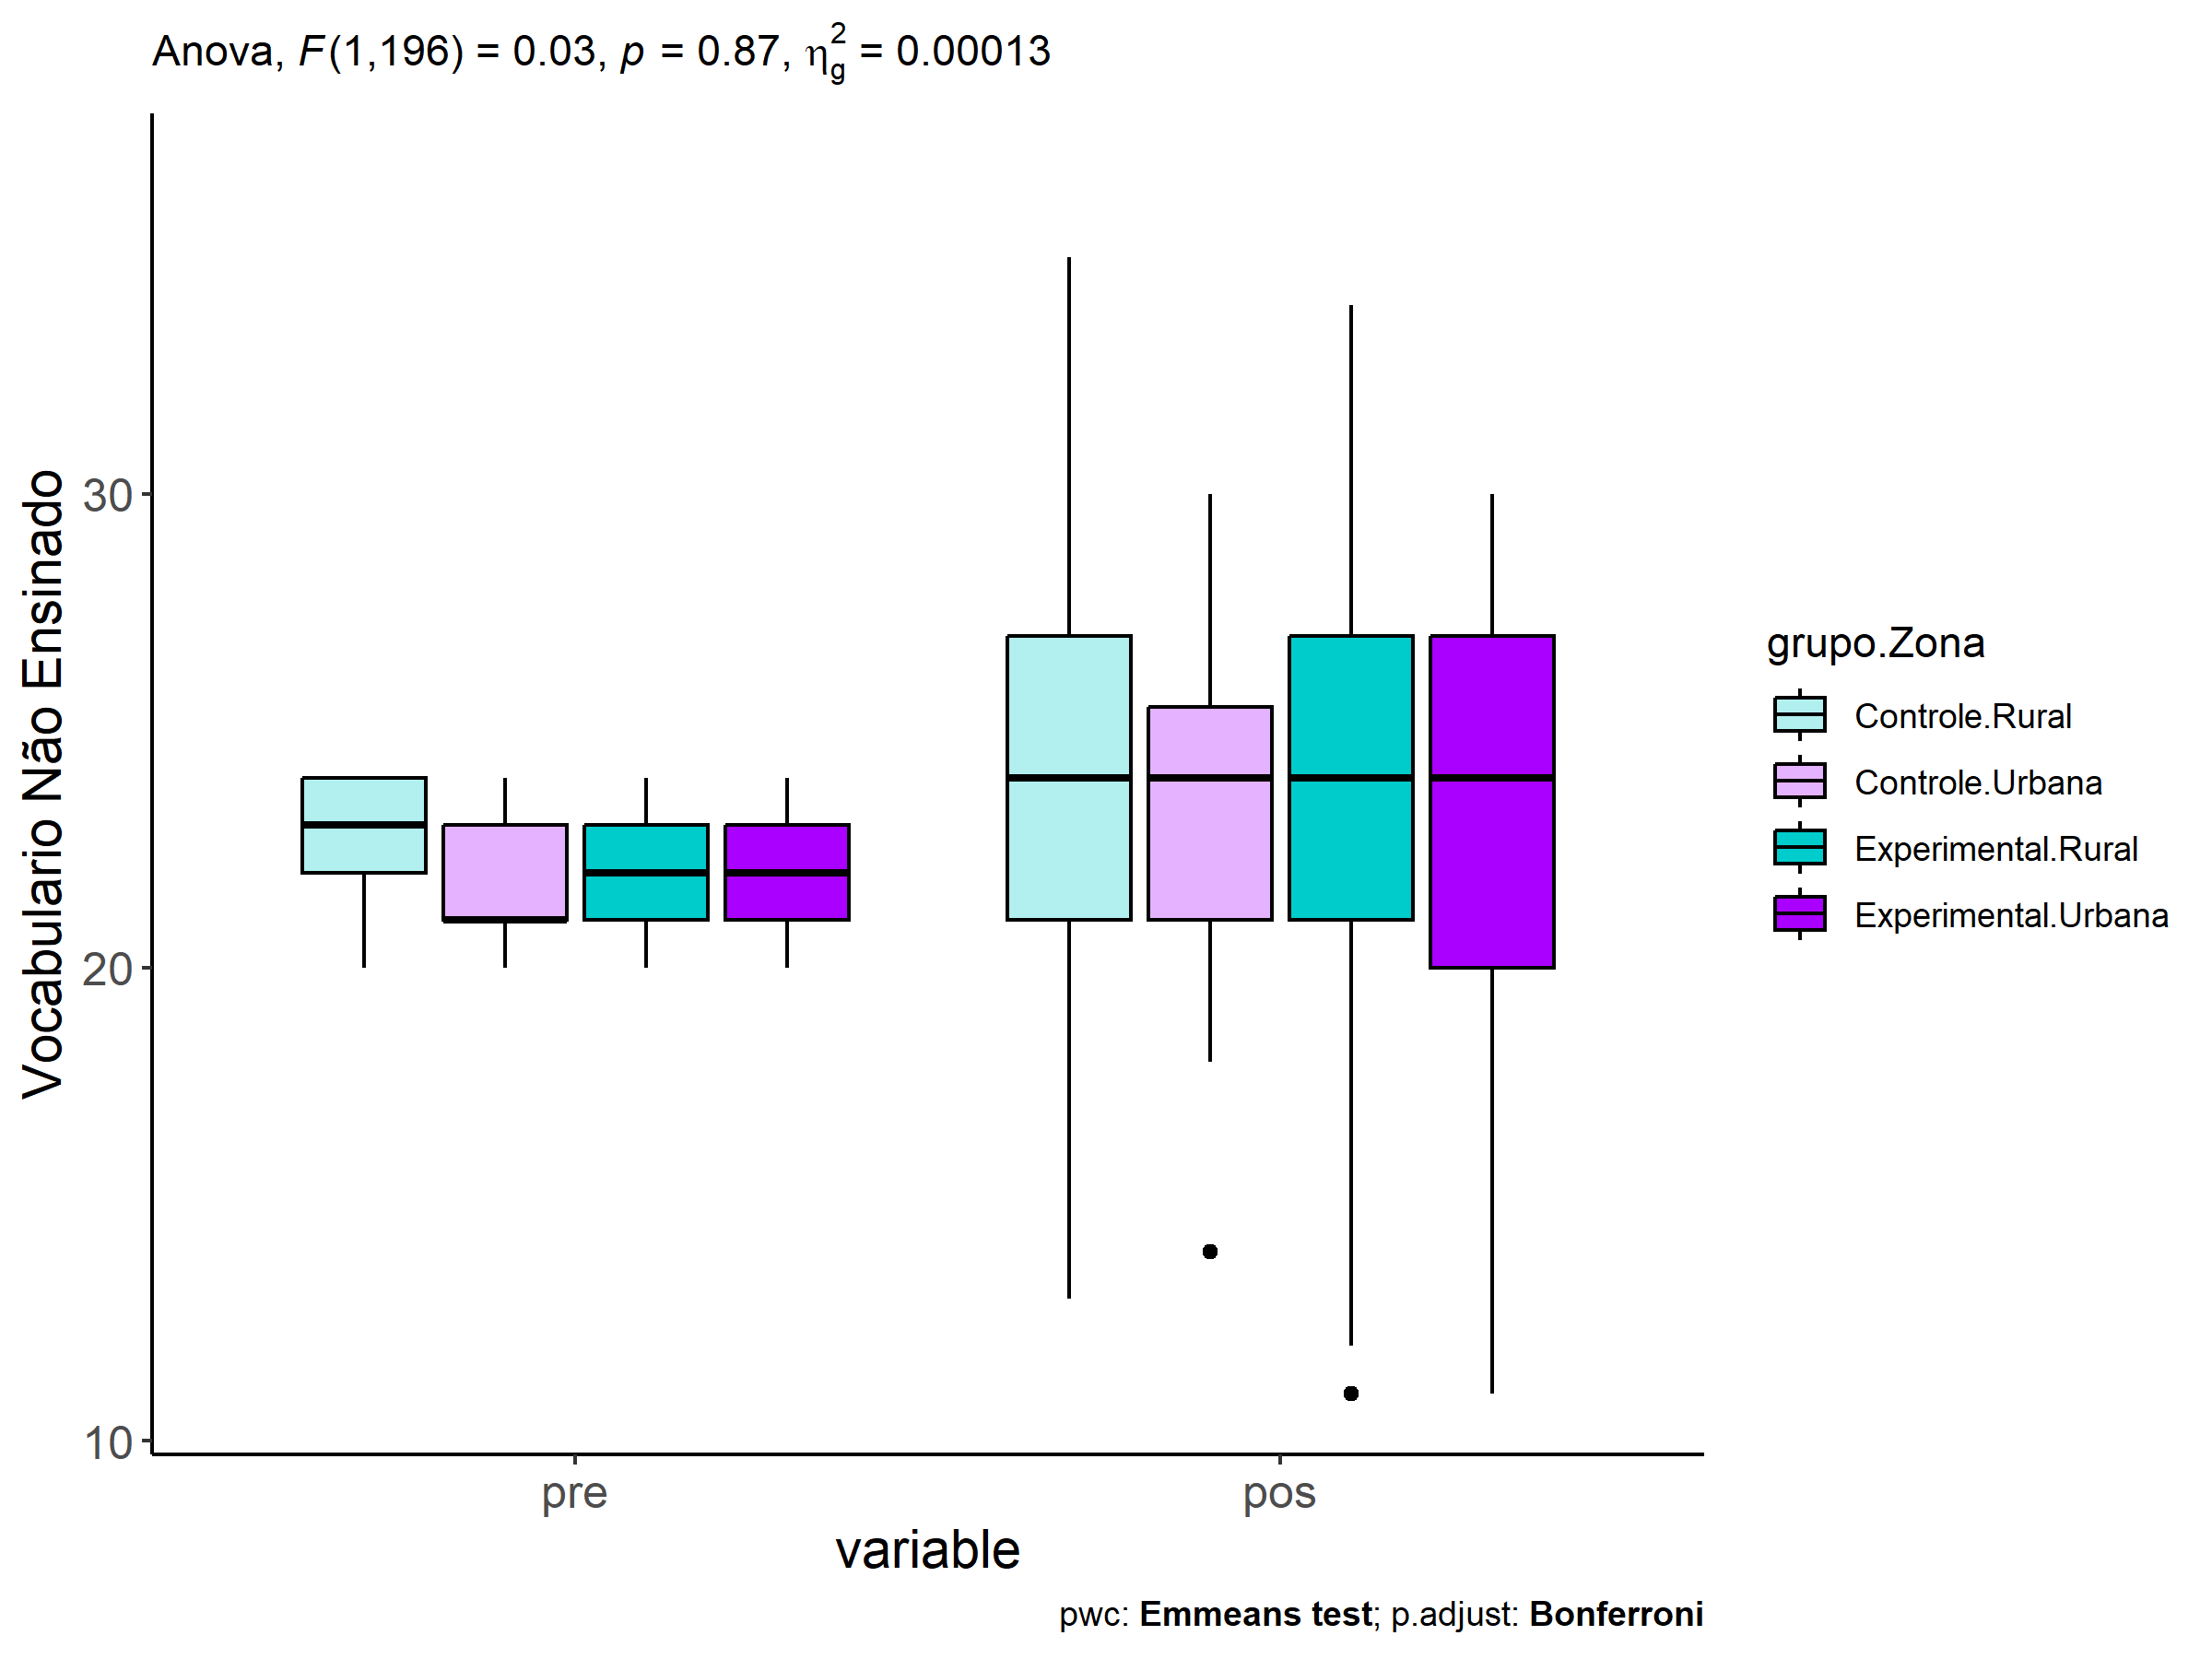 Anova, F(1,196) = 0.03, p = 0.87, η²g = 0.00013
Vocabulario Não Ensinado
30
20
10
pre
pos
variable
grupo.Zona
Controle.Rural
Controle.Urbana
Experimental.Rural
Experimental.Urbana
pwc: Emmeans test; p.adjust: Bonferroni